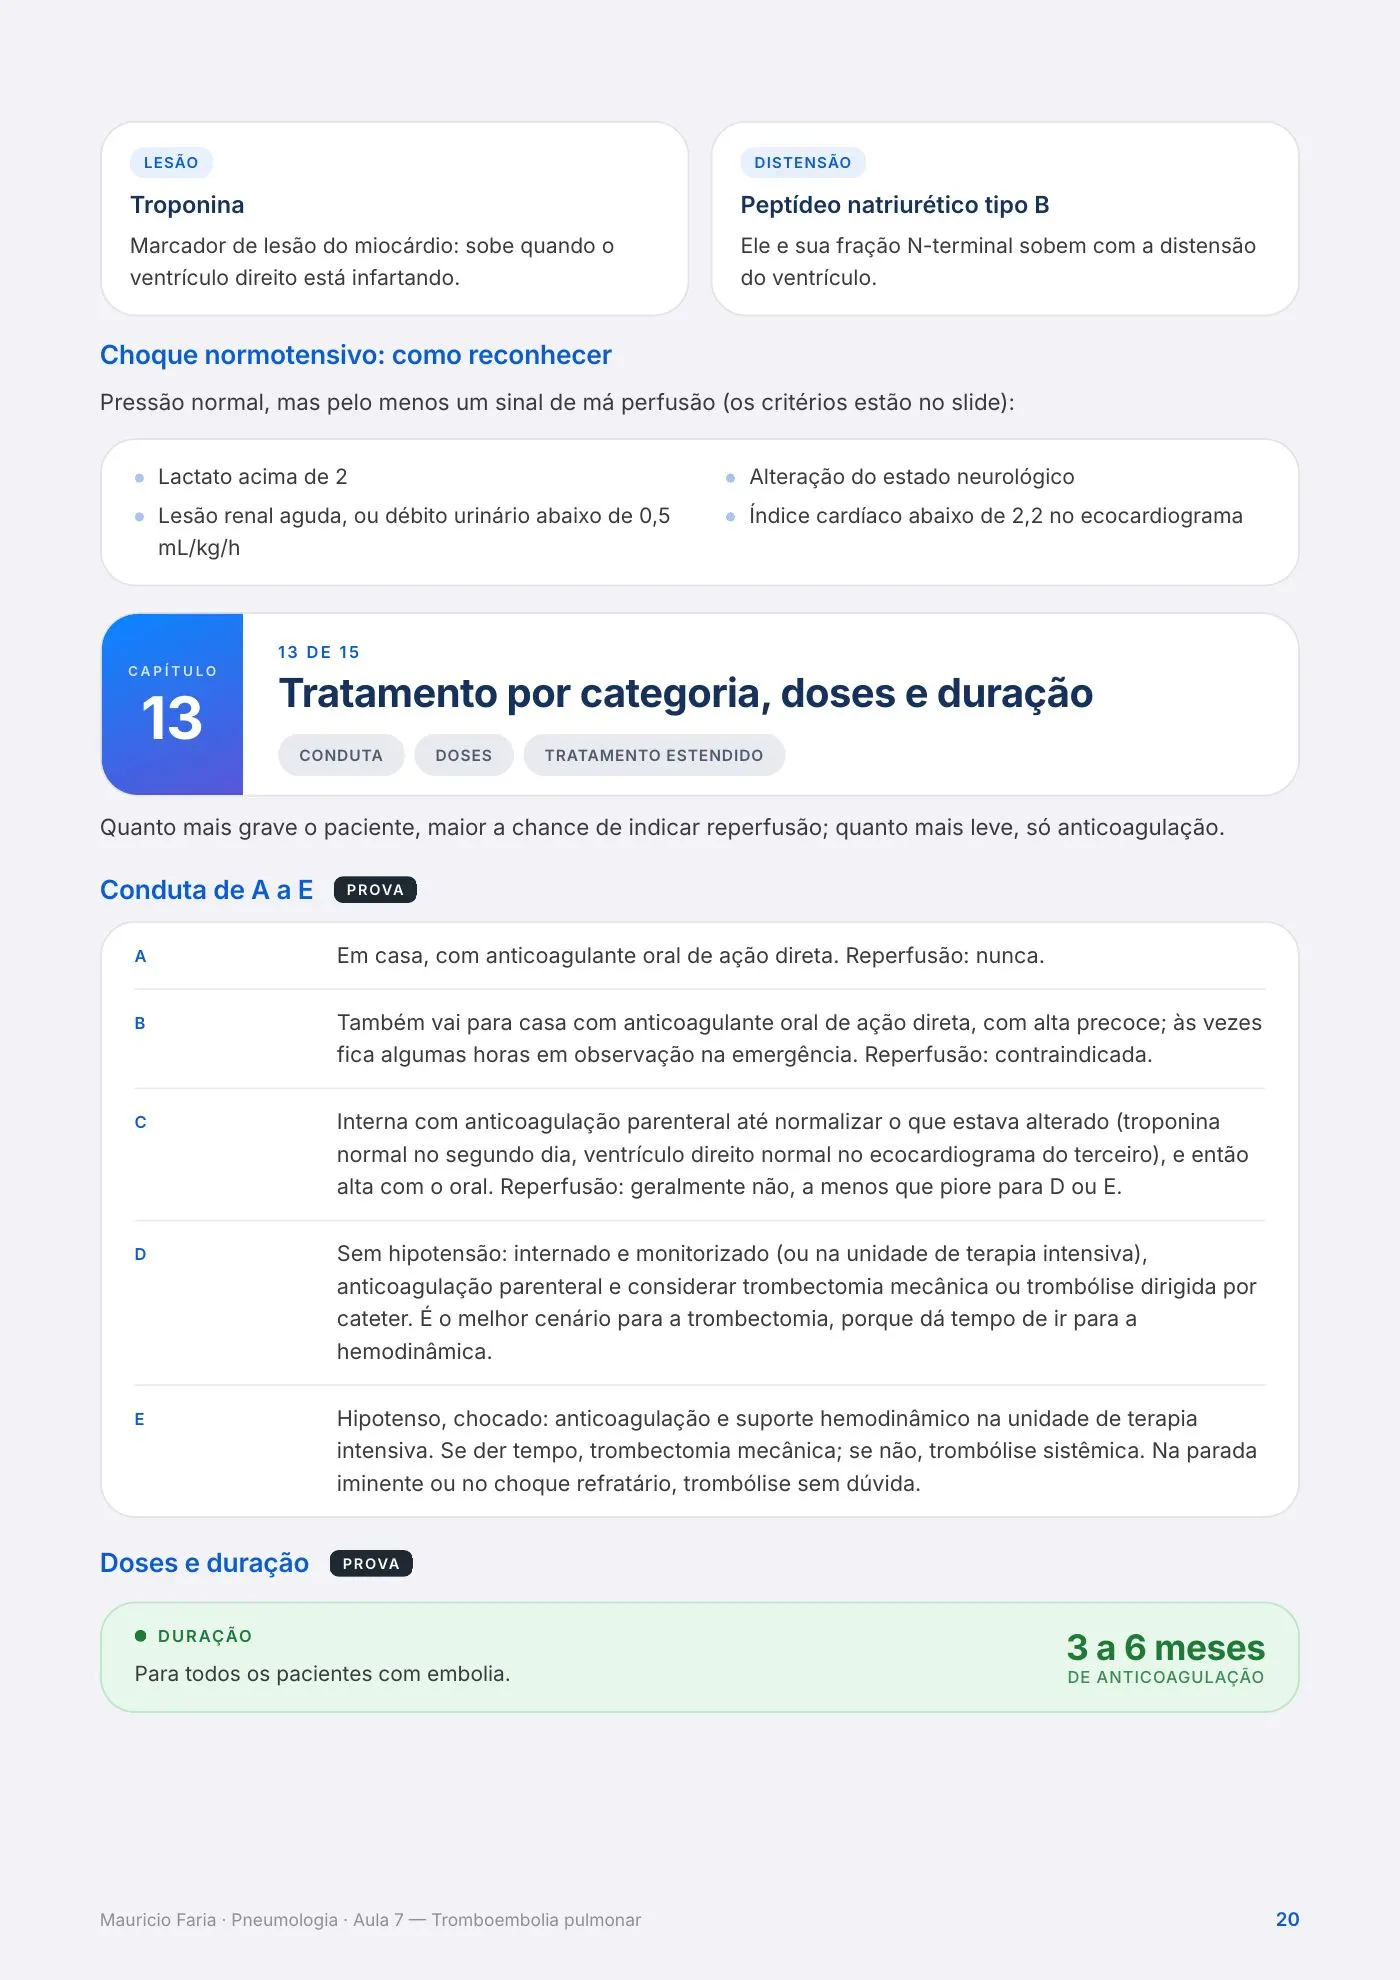 LESÃO
Troponina
Marcador de lesão do miocárdio: sobe quando o
ventrículo direito está infartando.
DISTENSÃO
Peptídeo natriurético tipo B
Ele e sua fração N-terminal sobem com a distensão
do ventrículo.
Choque normotensivo: como reconhecer
Pressão normal, mas pelo menos um sinal de má perfusão (os critérios estão no slide):
Lactato acima de 2
Lesão renal aguda, ou débito urinário abaixo de 0,5
mL/kg/h
Alteração do estado neurológico
Índice cardíaco abaixo de 2,2 no ecocardiograma
CAPÍTULO
13
13 DE 15
Tratamento por categoria, doses e duração
CONDUTA
DOSES
TRATAMENTO ESTENDIDO
Quanto mais grave o paciente, maior a chance de indicar reperfusão; quanto mais leve, só anticoagulação.
Conduta de A a E PROVA
A
Em casa, com anticoagulante oral de ação direta. Reperfusão: nunca.
B
Também vai para casa com anticoagulante oral de ação direta, com alta precoce; às vezes
fica algumas horas em observação na emergência. Reperfusão: contraindicada.
C
Interna com anticoagulação parenteral até normalizar o que estava alterado (troponina
normal no segundo dia, ventrículo direito normal no ecocardiograma do terceiro), e então
alta com o oral. Reperfusão: geralmente não, a menos que piore para D ou E.
D
Sem hipotensão: internado e monitorizado (ou na unidade de terapia intensiva),
anticoagulação parenteral e considerar trombectomia mecânica ou trombólise dirigida por
cateter. É o melhor cenário para a trombectomia, porque dá tempo de ir para a
hemodinâmica.
E
Hipotenso, chocado: anticoagulação e suporte hemodinâmico na unidade de terapia
intensiva. Se der tempo, trombectomia mecânica; se não, trombólise sistêmica. Na parada
iminente ou no choque refratário, trombólise sem dúvida.
Doses e duração PROVA
DURAÇÃO
Para todos os pacientes com embolia.
3 a 6 meses
DE ANTICOAGULAÇÃO
Mauricio Faria · Pneumologia · Aula 7 — Tromboembolia pulmonar
20